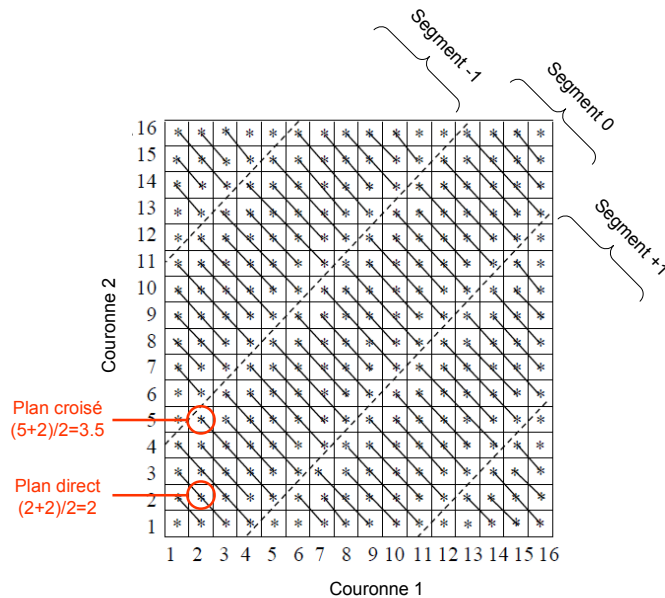 Segment -1
Segment 0
Segment +1
16
15
14
13
12
11
10
9
8
7
6
5
4
3
2
1
Couronne 2
Plan croisé
(5+2)/2=3.5
Plan direct
(2+2)/2=2
1 2 3 4 5 6 7 8 9 10 11 12 13 14 15 16
Couronne 1